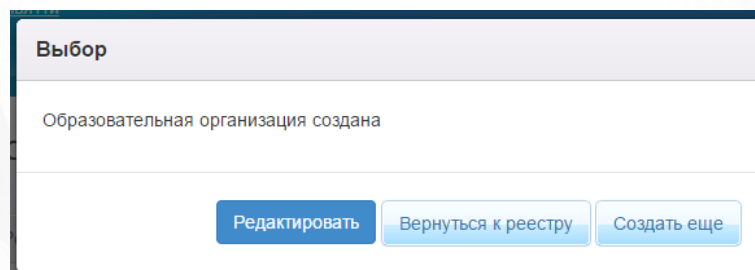 Выбор
Образовательная организация создана
Редактировать Вернуться к реестру Создать еще